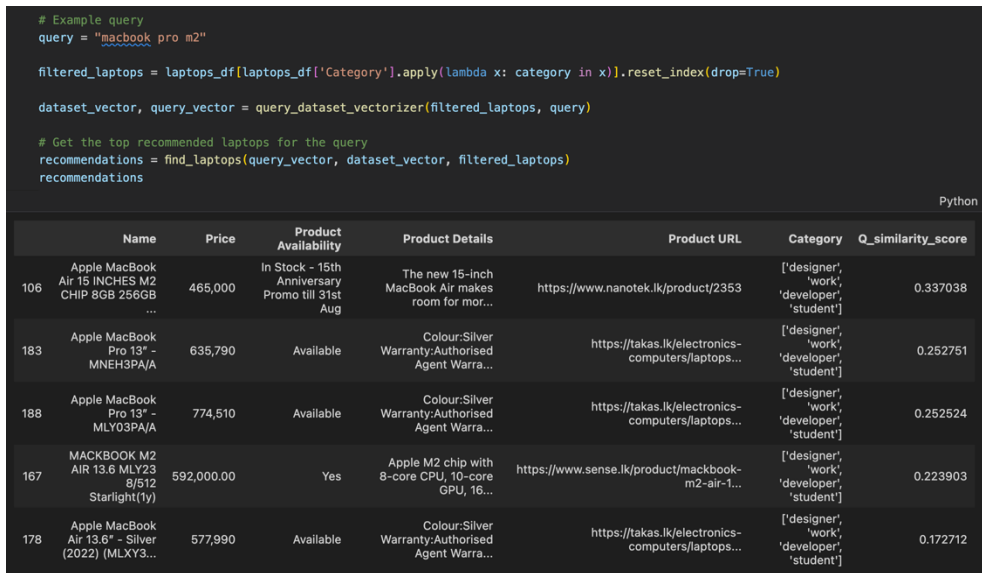 # Example query
query = "macbook pro m2"
filtered_laptops = laptops_df[laptops_df['Category'].apply(lambda x: category in x)].reset_index(drop=True)
dataset_vector, query_vector = query_dataset_vectorizer(filtered_laptops, query)
# Get the top recommended laptops for the query
recommendations = find_laptops(query_vector, dataset_vector, filtered_laptops)
recommendations
Python
Name Price Product Availability Product Details Product URL Category Q_similarity_score
106 Apple MacBook Air 15 INCHES M2 CHIP 8GB 256GB ... 465,000 In Stock - 15th Anniversary Promo till 31st Aug The new 15-inch MacBook Air makes room for mor... https://www.nanotek.lk/product/2353 ['designer', 'work', 'developer', 'student'] 0.337038
183 Apple MacBook Pro 13″ - MNEH3PA/A 635,790 Available Colour:Silver Warranty:Authorised Agent Warra... https://takas.lk/electronics-computers/laptops... ['designer', 'work', 'developer', 'student'] 0.252751
188 Apple MacBook Pro 13″ - MLY03PA/A 774,510 Available Colour:Silver Warranty:Authorised Agent Warra... https://takas.lk/electronics-computers/laptops... ['designer', 'work', 'developer', 'student'] 0.252524
167 MACKBOOK M2 AIR 13.6 MLY23 8/512 Starlight(1y) 592,000.00 Yes Apple M2 chip with 8-core CPU, 10-core GPU, 16... https://www.sense.lk/product/mackbook-m2-air-1... ['designer', 'work', 'developer', 'student'] 0.223903
178 Apple MacBook Air 13.6″ - Silver (2022) (MLXY3... 577,990 Available Colour:Silver Warranty:Authorised Agent Warra... https://takas.lk/electronics-computers/laptops... ['designer', 'work', 'developer', 'student'] 0.172712